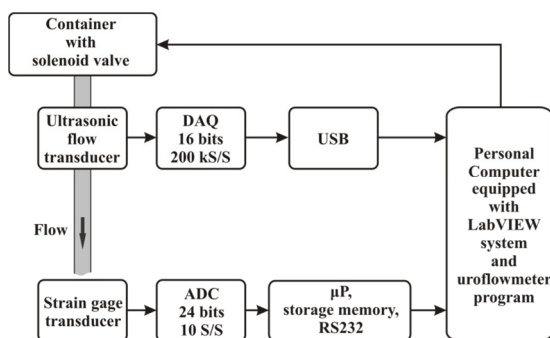 Container
with
solenoid valve
Ultrasonic
flow
transducer
DAQ
16 bits
200 kS/S
USB
Personal
Computer
equipped
with
LabVIEW
system
and
uroflowmeter
program
Flow
Strain gage
transducer
ADC
24 bits
10 S/S
μP,
storage memory,
RS232